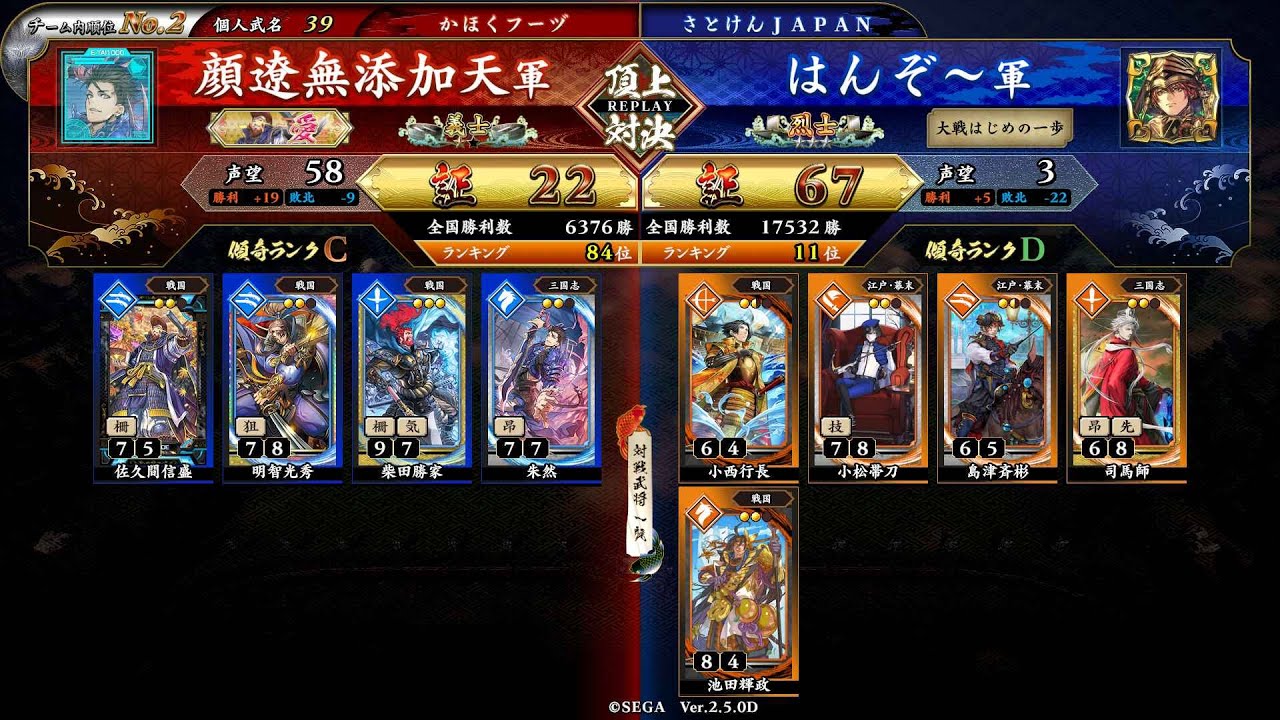 チーム内順位 No.2 個人武名 39 かほくフーヅ さとけんJAPAN
E-TAI1000
顔遼無添加天軍 はんぞ～軍
頂上
REPLAY
対決
愛 義士 烈士 大戦はじめの一歩
声望 58 証 22 証 67 声望 3
勝利 +19 敗北 -9 勝利 +5 敗北 -22
全国勝利数 6376勝 全国勝利数 17532勝
傾奇ランクC ランキング 84位 ランキング 11位 傾奇ランクD
戦国 戦国 戦国 三国志 戦国 江戸・幕末 江戸・幕末 三国志
柵 狙 柵 気 昂 技 昂 先
7 5 7 8 9 7 7 7 6 4 7 8 6 5 6 8
佐久間信盛 明智光秀 柴田勝家 朱然 小西行長 小松帯刀 島津斉彬 司馬師
対戦武将一覧
戦国
8 4
池田輝政
©SEGA Ver.2.5.0D